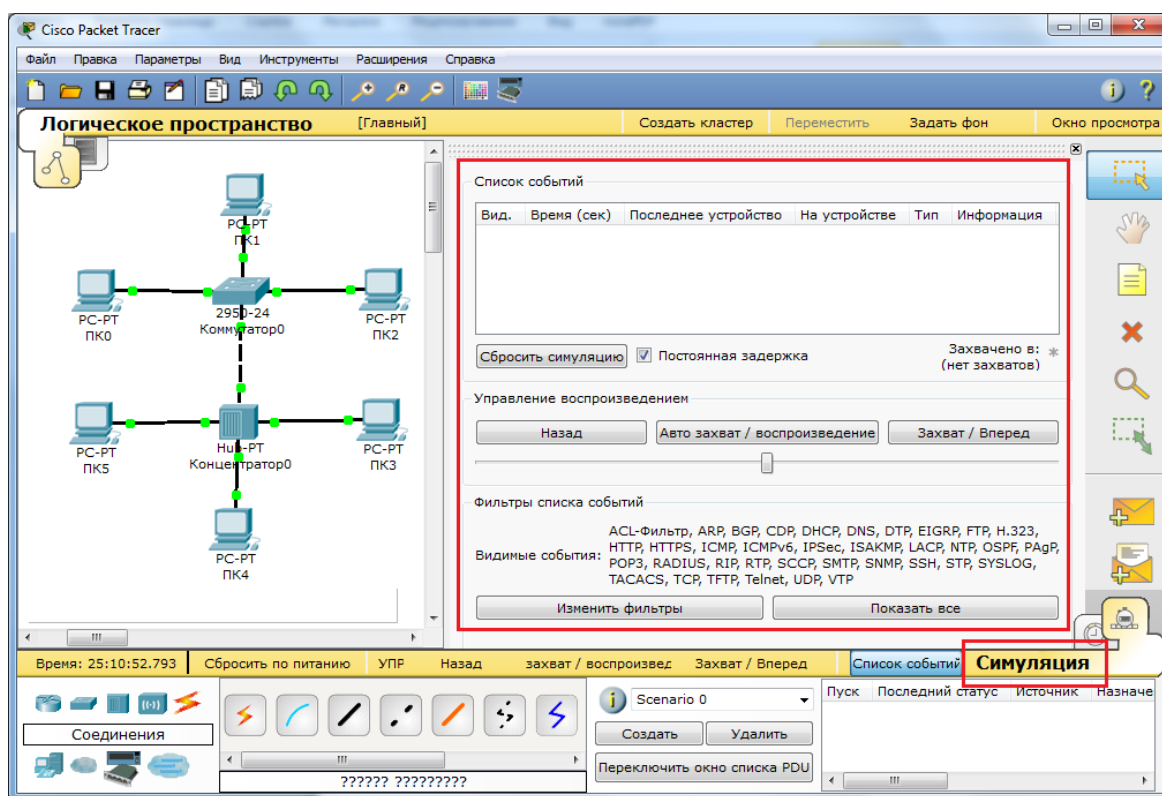 Cisco Packet Tracer
Файл Правка Параметры Вид Инструменты Расширения Справка
Логическое пространство [Главный] Создать кластер Переместить Задать фон Окно просмотра
PC-PT
ПК1
PC-PT
ПК0
2950-24
Коммутатор0
PC-PT
ПК2
PC-PT
ПК5
Hub-PT
Концентратор0
PC-PT
ПК3
PC-PT
ПК4
Список событий
Вид. Время (сек) Последнее устройство На устройстве Тип Информация
Сбросить симуляцию Постоянная задержка Захвачено в: *
(нет захватов)
Управление воспроизведением
Назад Авто захват / воспроизведение Захват / Вперед
Фильтры списка событий
Видимые события:
ACL-Фильтр, ARP, BGP, CDP, DHCP, DNS, DTP, EIGRP, FTP, H.323,
HTTP, HTTPS, ICMP, ICMPv6, IPSec, ISAKMP, LACP, NTP, OSPF, PAgP,
POP3, RADIUS, RIP, RTP, SCCP, SMTP, SNMP, SSH, STP, SYSLOG,
TACACS, TCP, TFTP, Telnet, UDP, VTP
Изменить фильтры Показать все
Время: 25:10:52.793 Сбросить по питанию УПР Назад захват / воспроизвед Захват / Вперед Список событий Симуляция
Соединения
?????? ?????????
Scenario 0
Создать Удалить
Переключить окно списка PDU
Пуск Последний статус Источник Назначе